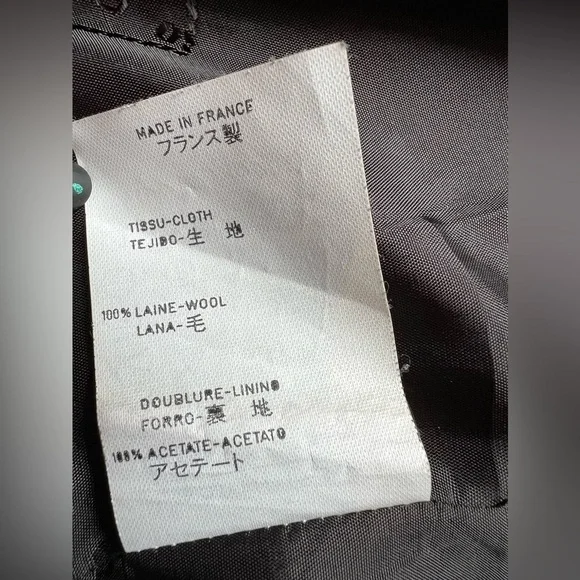 MADE IN FRANCE
フランス製
TISSU-CLOTH
TEJIDO-生 地
100% LAINE-WOOL
LANA-毛
DOUBLURE-LINING
FORRO-裏 地
100% ACETATE-ACETATO
アセテート